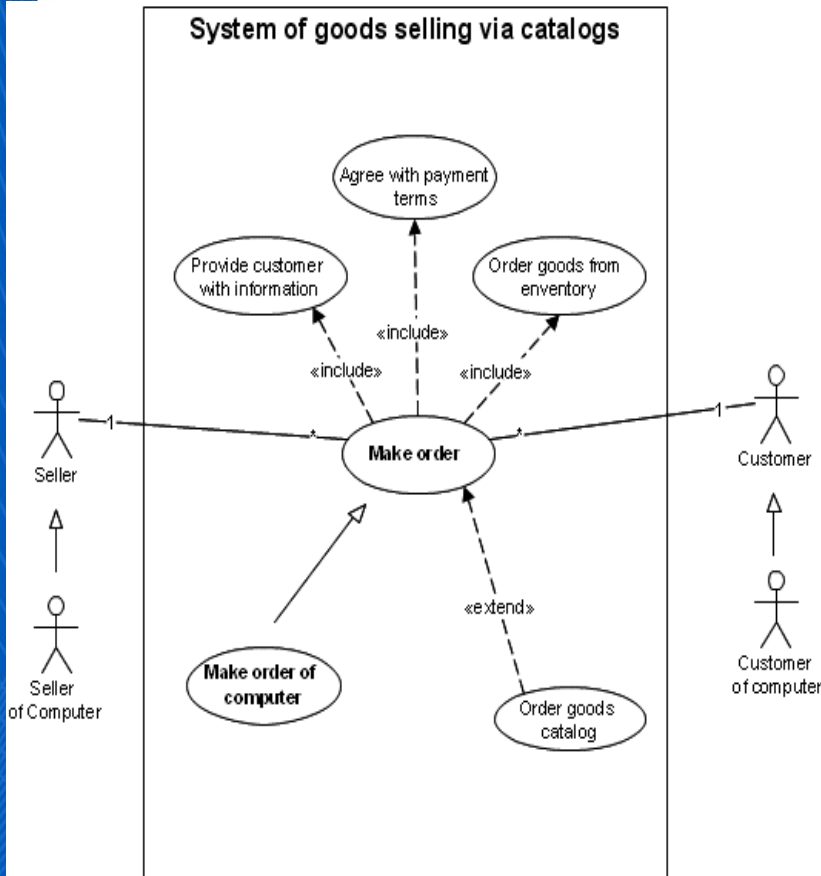 System of goods selling via catalogs
Agree with payment
terms
Provide customer
with information
Order goods from
enventory
«include»
«include»
«include»
1
*
*
1
Seller
Make order
Customer
«extend»
Make order of
computer
Seller
of Computer
Order goods
catalog
Customer
of computer